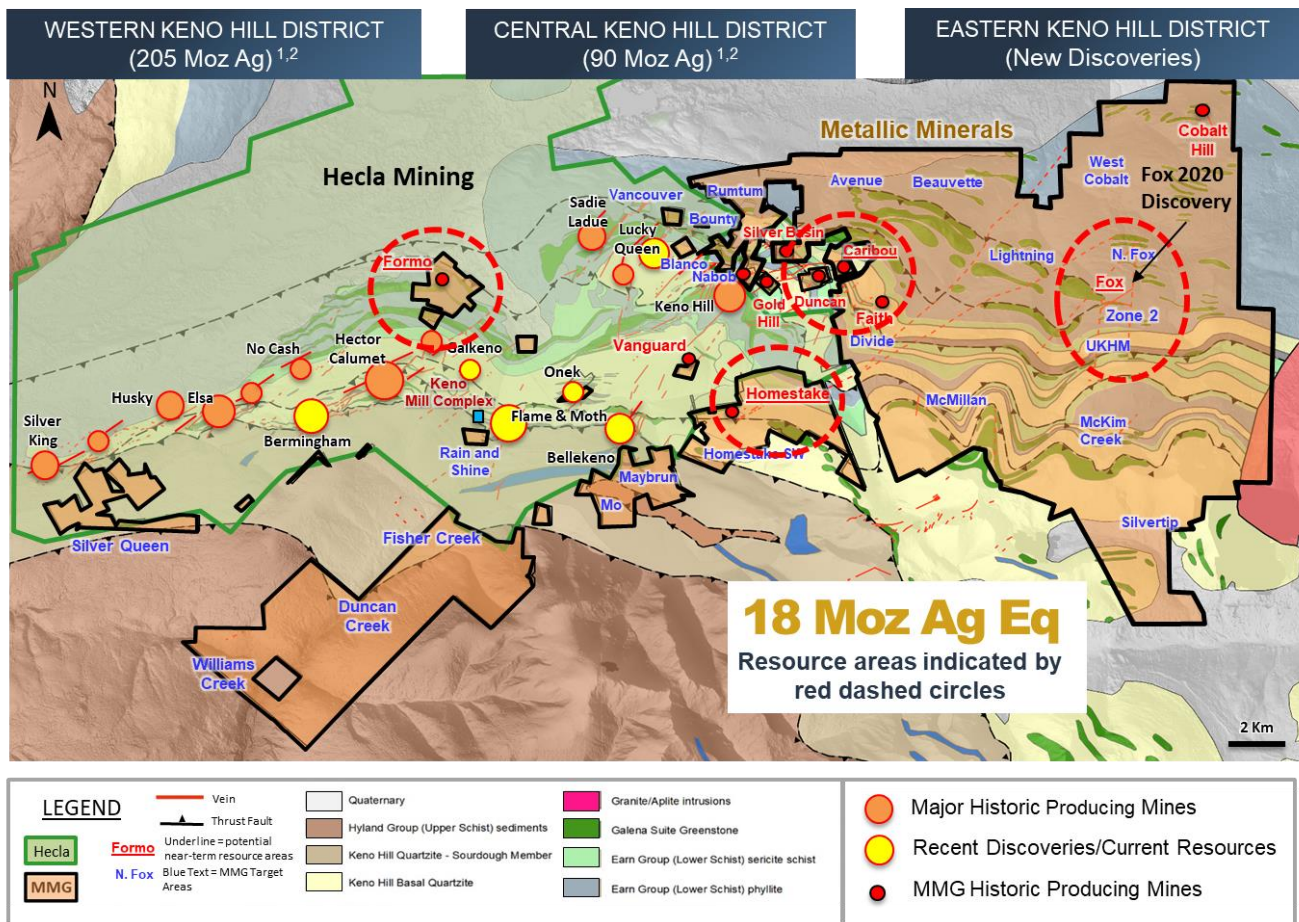 WESTERN KENO HILL DISTRICT
(205 Moz Ag) 1,2
CENTRAL KENO HILL DISTRICT
(90 Moz Ag) 1,2
EASTERN KENO HILL DISTRICT
(New Discoveries)
N
Hecla Mining
Metallic Minerals
Cobalt
Hill
West
Cobalt
Fox 2020
Discovery
Avenue
Beauvette
Rumtum
Vancouver
Bounty
Sadie
Ladue
Lucky
Queen
Silver Basin
Caribou
Blanco
Nabob
Formo
Lightning
N. Fox
Fox
Keno Hill
Gold
Hill
Duncan
Faith
Zone 2
Divide
UKHM
Vanguard
Hector
Calumet
Galkeno
No Cash
Onek
Keno
Mill Complex
Homestake
McMillan
McKim
Creek
Husky
Elsa
Flame & Moth
Silver
King
Bermingham
Rain and
Shine
Bellekeno
Homestake SW
Maybrun
Mo
Silvertip
Silver Queen
Fisher Creek
Duncan
Creek
Williams
Creek
18 Moz Ag Eq
Resource areas indicated by
red dashed circles
2 Km
LEGEND
Hecla
MMG
Vein
Thrust Fault
Formo
Underline = potential
near-term resource areas
N. Fox
Blue Text = MMG Target
Areas
Quaternary
Hyland Group (Upper Schist) sediments
Keno Hill Quartzite - Sourdough Member
Keno Hill Basal Quartzite
Granite/Aplite intrusions
Galena Suite Greenstone
Earn Group (Lower Schist) sericite schist
Earn Group (Lower Schist) phyllite
Major Historic Producing Mines
Recent Discoveries/Current Resources
MMG Historic Producing Mines